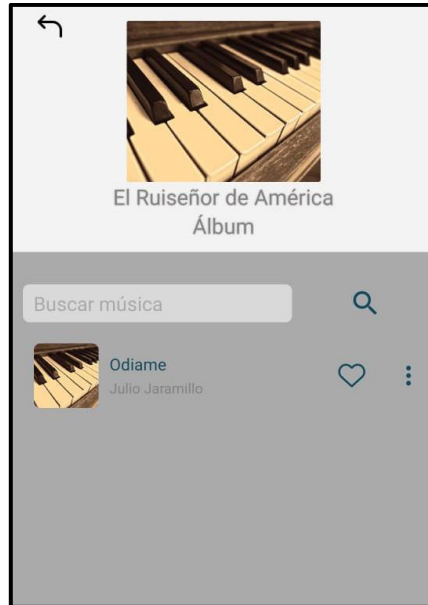 El Ruiseñor de América
Álbum
Buscar música
Odiame
Julio Jaramillo